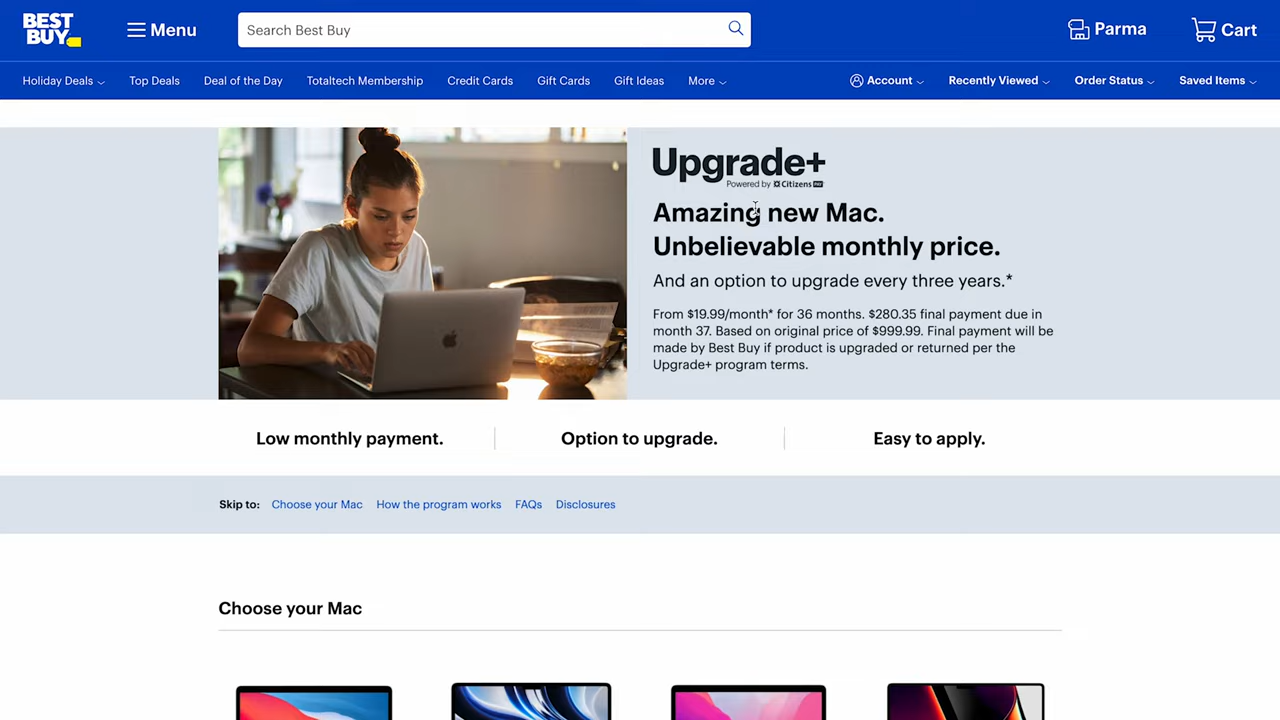 BEST
BUY
Menu
Search Best Buy
Parma
Cart
Holiday Deals
Top Deals
Deal of the Day
Totaltech Membership
Credit Cards
Gift Cards
Gift Ideas
More
Account
Recently Viewed
Order Status
Saved Items
Upgrade+
Powered by Citizens pay
Amazing new Mac.
Unbelievable monthly price.
And an option to upgrade every three years.*
From $19.99/month* for 36 months. $280.35 final payment due in
month 37. Based on original price of $999.99. Final payment will be
made by Best Buy if product is upgraded or returned per the
Upgrade+ program terms.
Low monthly payment.
Option to upgrade.
Easy to apply.
Skip to:
Choose your Mac
How the program works
FAQs
Disclosures
Choose your Mac